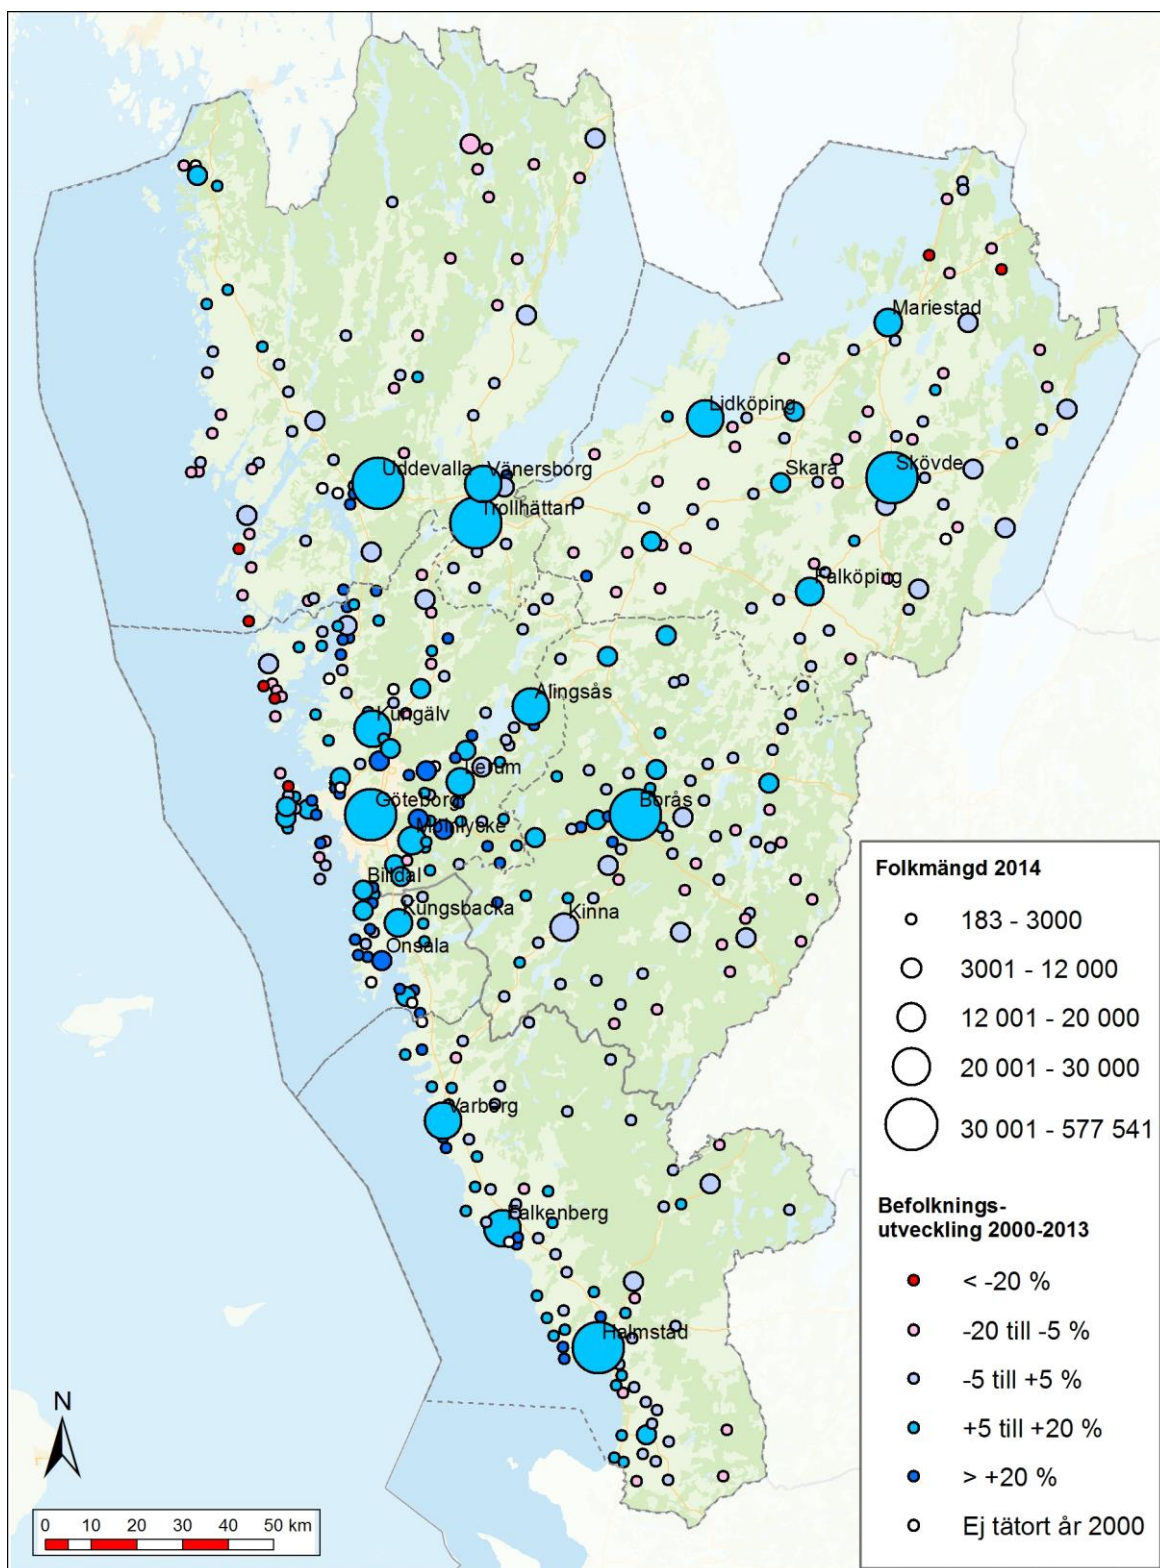 Mariestad
Lidköping
Skara
Skövde
Uddevalla
Vänersborg
Trollhättan
Falköping
Alingsås
Kungälv
Lerum
Göteborg
Borås
Mölnlycke
Billdal
Kungsbacka
Kinna
Onsala
Varberg
Falkenberg
Halmstad
Folkmängd 2014
183 - 3000
3001 - 12 000
12 001 - 20 000
20 001 - 30 000
30 001 - 577 541
Befolknings-
utveckling 2000-2013
< -20 %
-20 till -5 %
-5 till +5 %
+5 till +20 %
> +20 %
Ej tätort år 2000
N
0 10 20 30 40 50 km